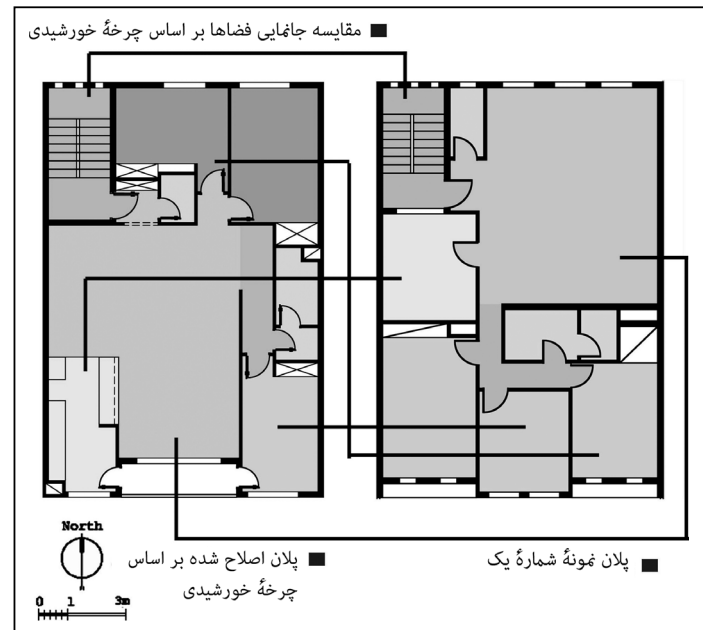 مقایسه جانمایی فضاها بر اساس چرخهٔ خورشیدی
North
0 1 3m
پلان اصلاح شده بر اساس
چرخهٔ خورشیدی
پلان نمونهٔ شمارهٔ یک